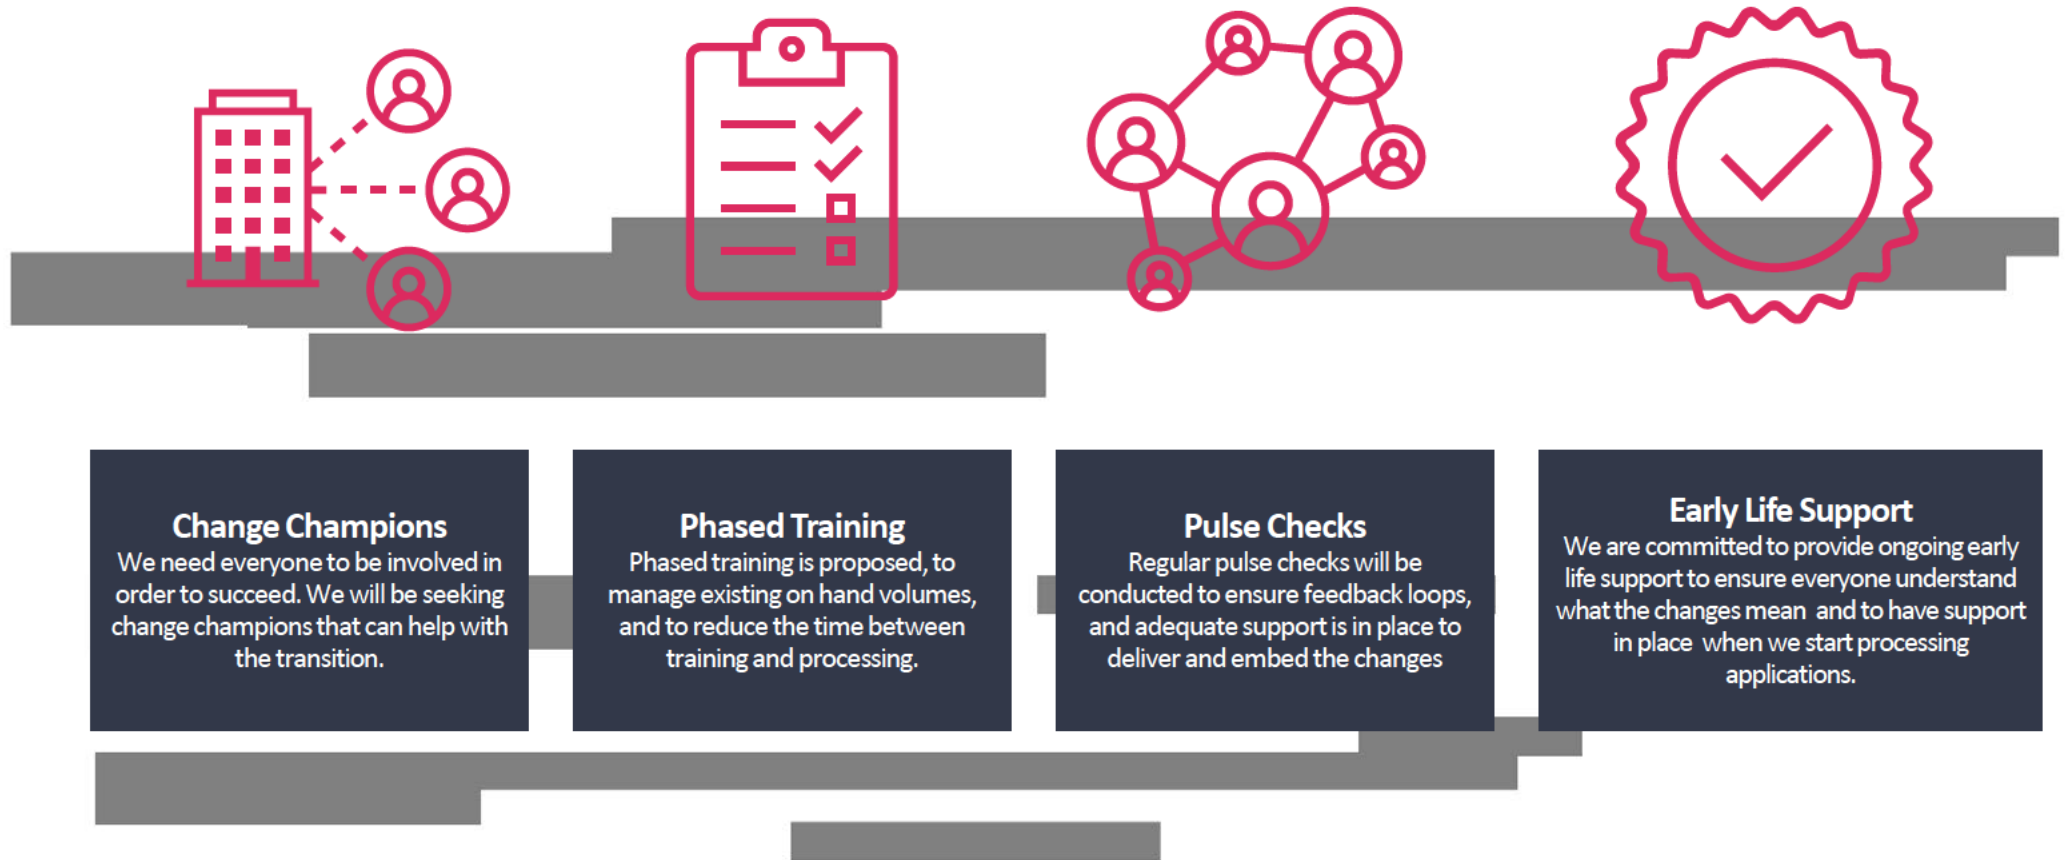 Change Champions
We need everyone to be involved in
order to succeed. We will be seeking
change champions that can help with
the transition.
Phased Training
Phased training is proposed, to
manage existing on hand volumes,
and to reduce the time between
training and processing.
Pulse Checks
Regular pulse checks will be
conducted to ensure feedback loops,
and adequate support is in place to
deliver and embed the changes
Early Life Support
We are committed to provide ongoing early
life support to ensure everyone understand
what the changes mean and to have support
in place when we start processing
applications.